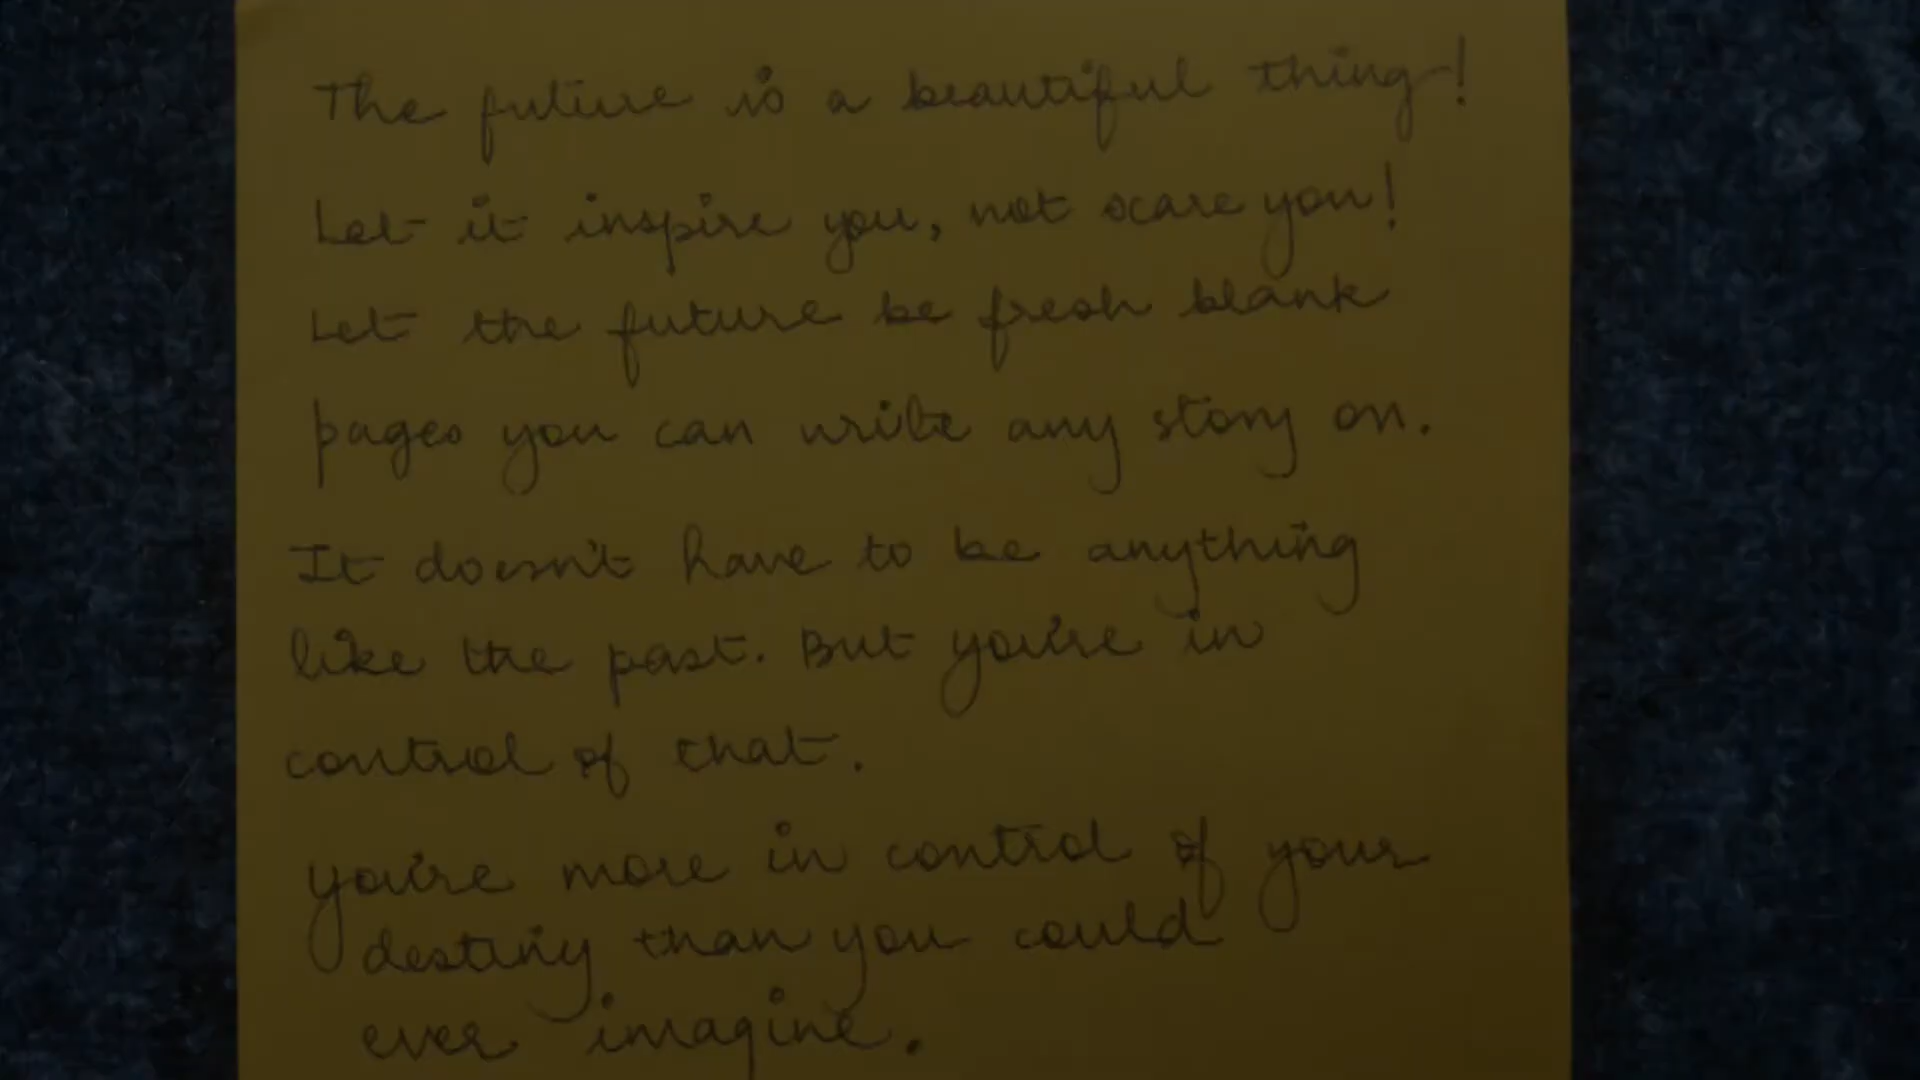 The future is a beautiful thing!
Let it inspire you, not scare you!
Let the future be fresh blank
pages you can write any story on.
It doesn't have to be anything
like the past. But you're in
control of that.
You're more in control of your
destiny than you could
ever imagine.